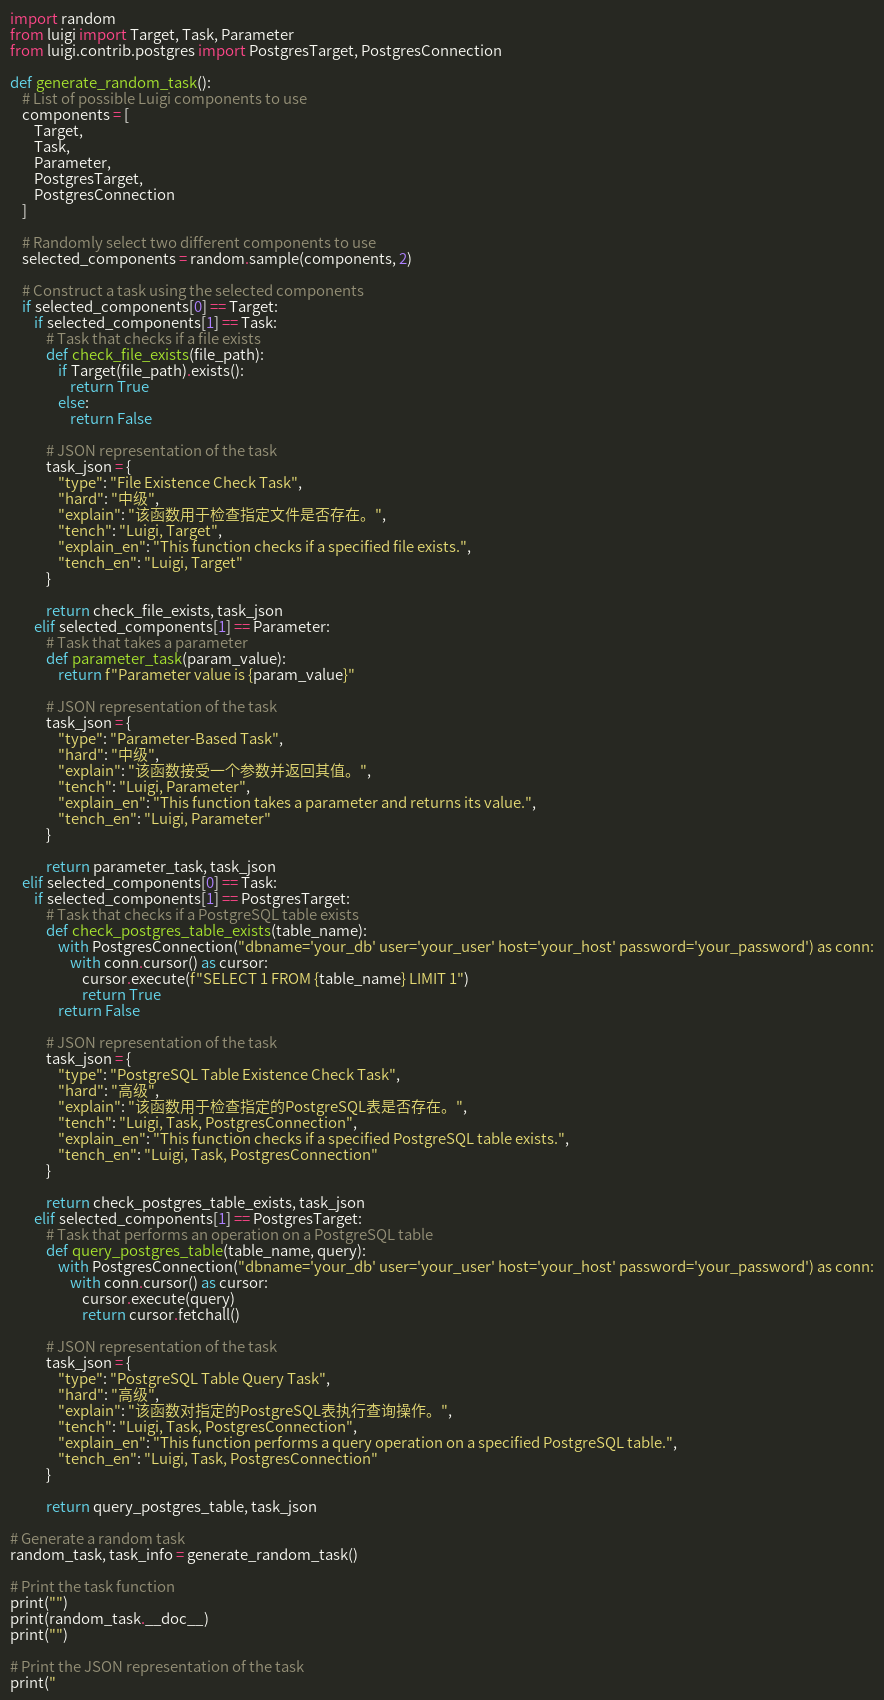 import random
from luigi import Target, Task, Parameter
from luigi.contrib.postgres import PostgresTarget, PostgresConnection

def generate_random_task():
    # List of possible Luigi components to use
    components = [
        Target,
        Task,
        Parameter,
        PostgresTarget,
        PostgresConnection
    ]

    # Randomly select two different components to use
    selected_components = random.sample(components, 2)

    # Construct a task using the selected components
    if selected_components[0] == Target:
        if selected_components[1] == Task:
            # Task that checks if a file exists
            def check_file_exists(file_path):
                if Target(file_path).exists():
                    return True
                else:
                    return False

            # JSON representation of the task
            task_json = {
                "type": "File Existence Check Task",
                "hard": "中级",
                "explain": "该函数用于检查指定文件是否存在。",
                "tench": "Luigi, Target",
                "explain_en": "This function checks if a specified file exists.",
                "tench_en": "Luigi, Target"
            }

            return check_file_exists, task_json
        elif selected_components[1] == Parameter:
            # Task that takes a parameter
            def parameter_task(param_value):
                return f"Parameter value is {param_value}"

            # JSON representation of the task
            task_json = {
                "type": "Parameter-Based Task",
                "hard": "中级",
                "explain": "该函数接受一个参数并返回其值。",
                "tench": "Luigi, Parameter",
                "explain_en": "This function takes a parameter and returns its value.",
                "tench_en": "Luigi, Parameter"
            }

            return parameter_task, task_json
    elif selected_components[0] == Task:
        if selected_components[1] == PostgresTarget:
            # Task that checks if a PostgreSQL table exists
            def check_postgres_table_exists(table_name):
                with PostgresConnection("dbname='your_db' user='your_user' host='your_host' password='your_password') as conn:
                    with conn.cursor() as cursor:
                        cursor.execute(f"SELECT 1 FROM {table_name} LIMIT 1")
                        return True
                return False

            # JSON representation of the task
            task_json = {
                "type": "PostgreSQL Table Existence Check Task",
                "hard": "高级",
                "explain": "该函数用于检查指定的PostgreSQL表是否存在。",
                "tench": "Luigi, Task, PostgresConnection",
                "explain_en": "This function checks if a specified PostgreSQL table exists.",
                "tench_en": "Luigi, Task, PostgresConnection"
            }

            return check_postgres_table_exists, task_json
        elif selected_components[1] == PostgresTarget:
            # Task that performs an operation on a PostgreSQL table
            def query_postgres_table(table_name, query):
                with PostgresConnection("dbname='your_db' user='your_user' host='your_host' password='your_password') as conn:
                    with conn.cursor() as cursor:
                        cursor.execute(query)
                        return cursor.fetchall()

            # JSON representation of the task
            task_json = {
                "type": "PostgreSQL Table Query Task",
                "hard": "高级",
                "explain": "该函数对指定的PostgreSQL表执行查询操作。",
                "tench": "Luigi, Task, PostgresConnection",
                "explain_en": "This function performs a query operation on a specified PostgreSQL table.",
                "tench_en": "Luigi, Task, PostgresConnection"
            }

            return query_postgres_table, task_json

# Generate a random task
random_task, task_info = generate_random_task()

# Print the task function
print("")
print(random_task.__doc__)
print("")

# Print the JSON representation of the task
print("